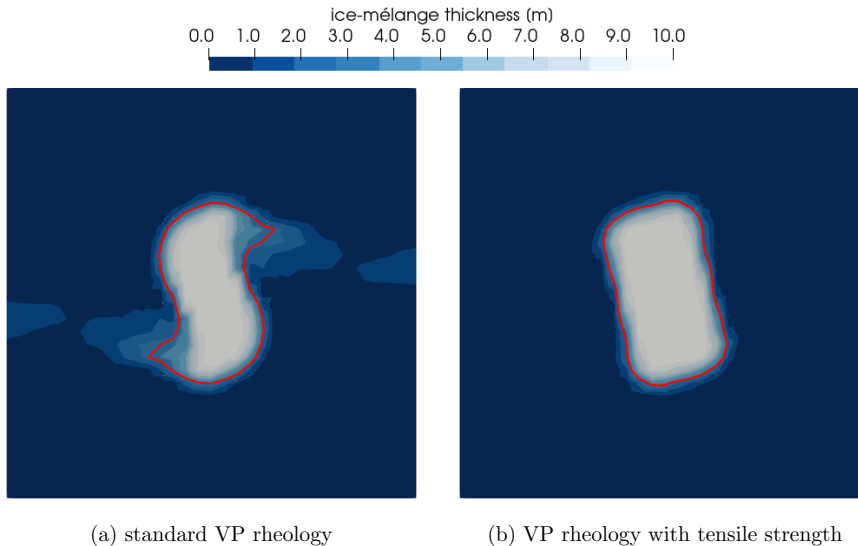 ice-mélange thickness (m)
0.0 1.0 2.0 3.0 4.0 5.0 6.0 7.0 8.0 9.0 10.0
(a) standard VP rheology (b) VP rheology with tensile strength